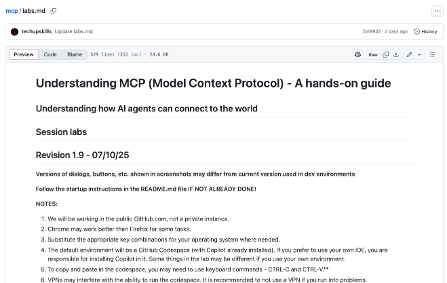 mcp / labs.md
techupskills Update labs.md
2 days ago History
Preview Code Blame
Raw
Understanding MCP (Model Context Protocol) - A hands-on guide
Understanding how AI agents can connect to the world
Session labs
Revision 1.9 - 07/10/25
Versions of dialogs, buttons, etc. shown in screenshots may differ from current version used in dev environments
Follow the startup instructions in the README.md file IF NOT ALREADY DONE!
NOTES:
1. We will be working in the public GitHub.com, not a private instance.
2. Chrome may work better than Firefox for some tasks.
3. Substitute the appropriate key combinations for your operating system where needed.
4. The default environment will be a GitHub Codespace (with Copilot already installed). If you prefer to use your own IDE, you are
responsible for installing Copilot in it. Some things in the lab may be different if you use your own environment.
5. To copy and paste in the codespace, you may need to use keyboard commands - CTRL-C and CTRL-V.**
6. VPNs may interfere with the ability to run the codespace. It is recommended to not use a VPN if you run into problems.